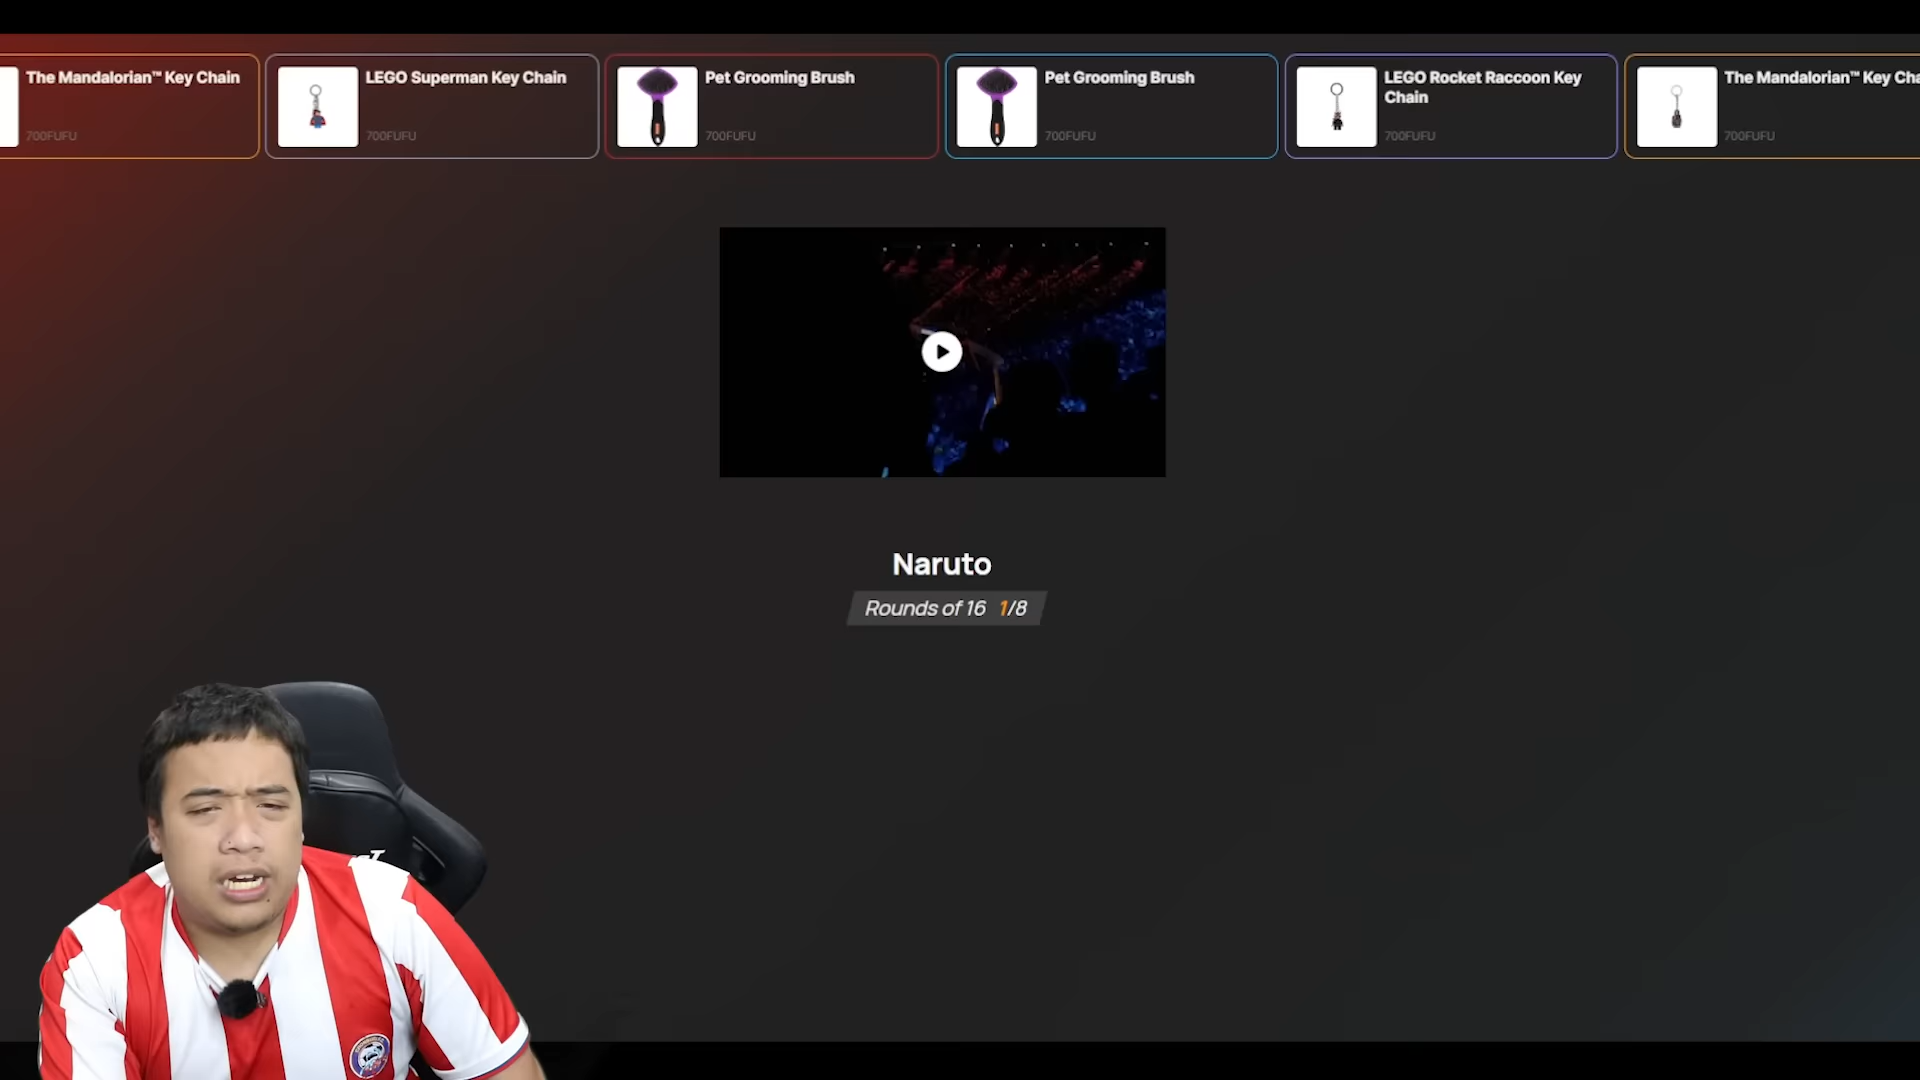 The Mandalorian™ Key Chain
700FUFU
LEGO Superman Key Chain
700FUFU
Pet Grooming Brush
700FUFU
Pet Grooming Brush
700FUFU
LEGO Rocket Raccoon Key
Chain
700FUFU
The Mandalorian™ Key Cha
700FUFU
Naruto
Rounds of 16 1/8